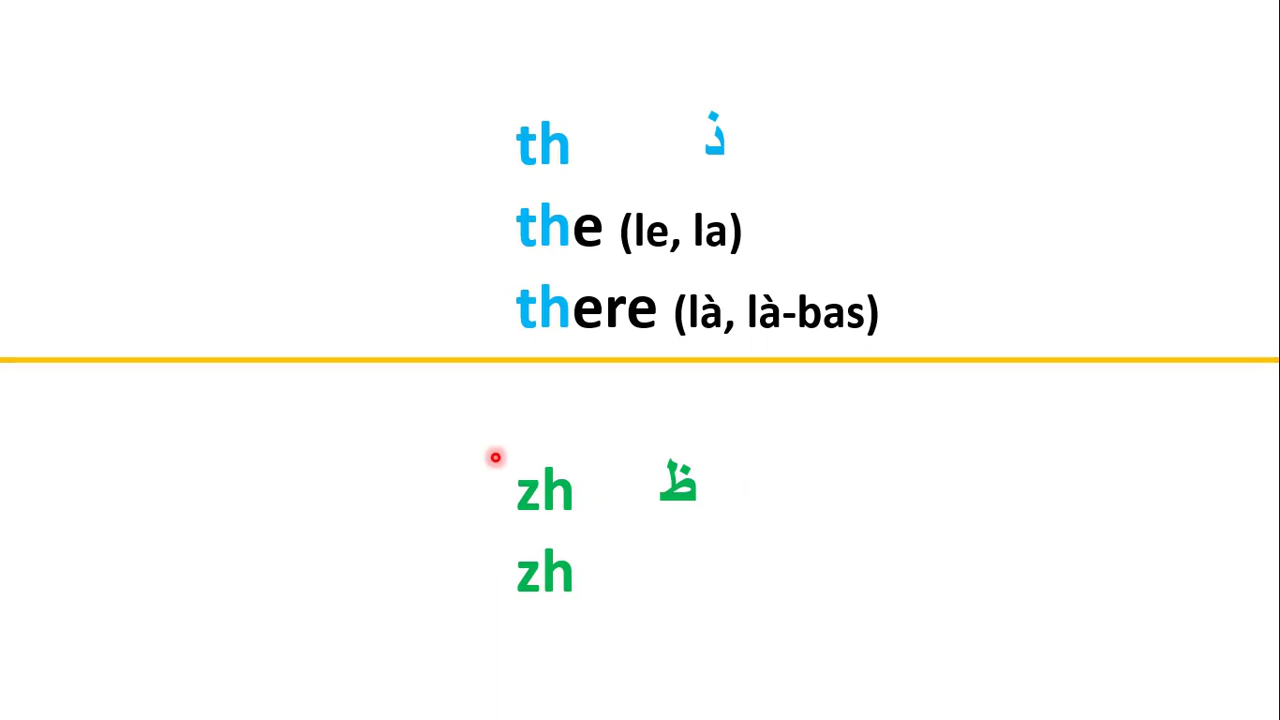 th ذ
the (le, la)
there (là, là-bas)
zh ظ
zh